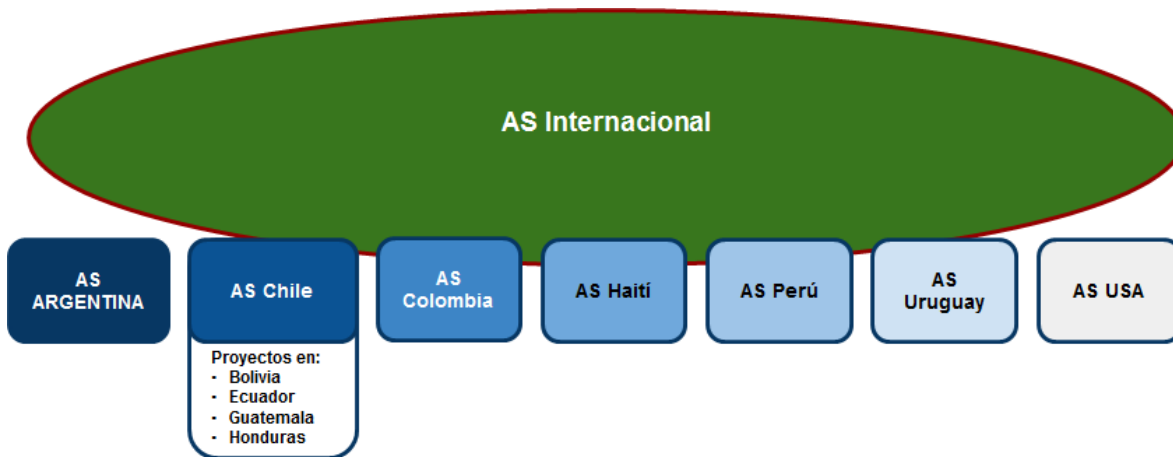 AS Internacional
AS
ARGENTINA
AS Chile
AS
Colombia
AS Haití
AS Perú
AS
Uruguay
AS USA
Proyectos en:
- Bolivia
- Ecuador
- Guatemala
- Honduras